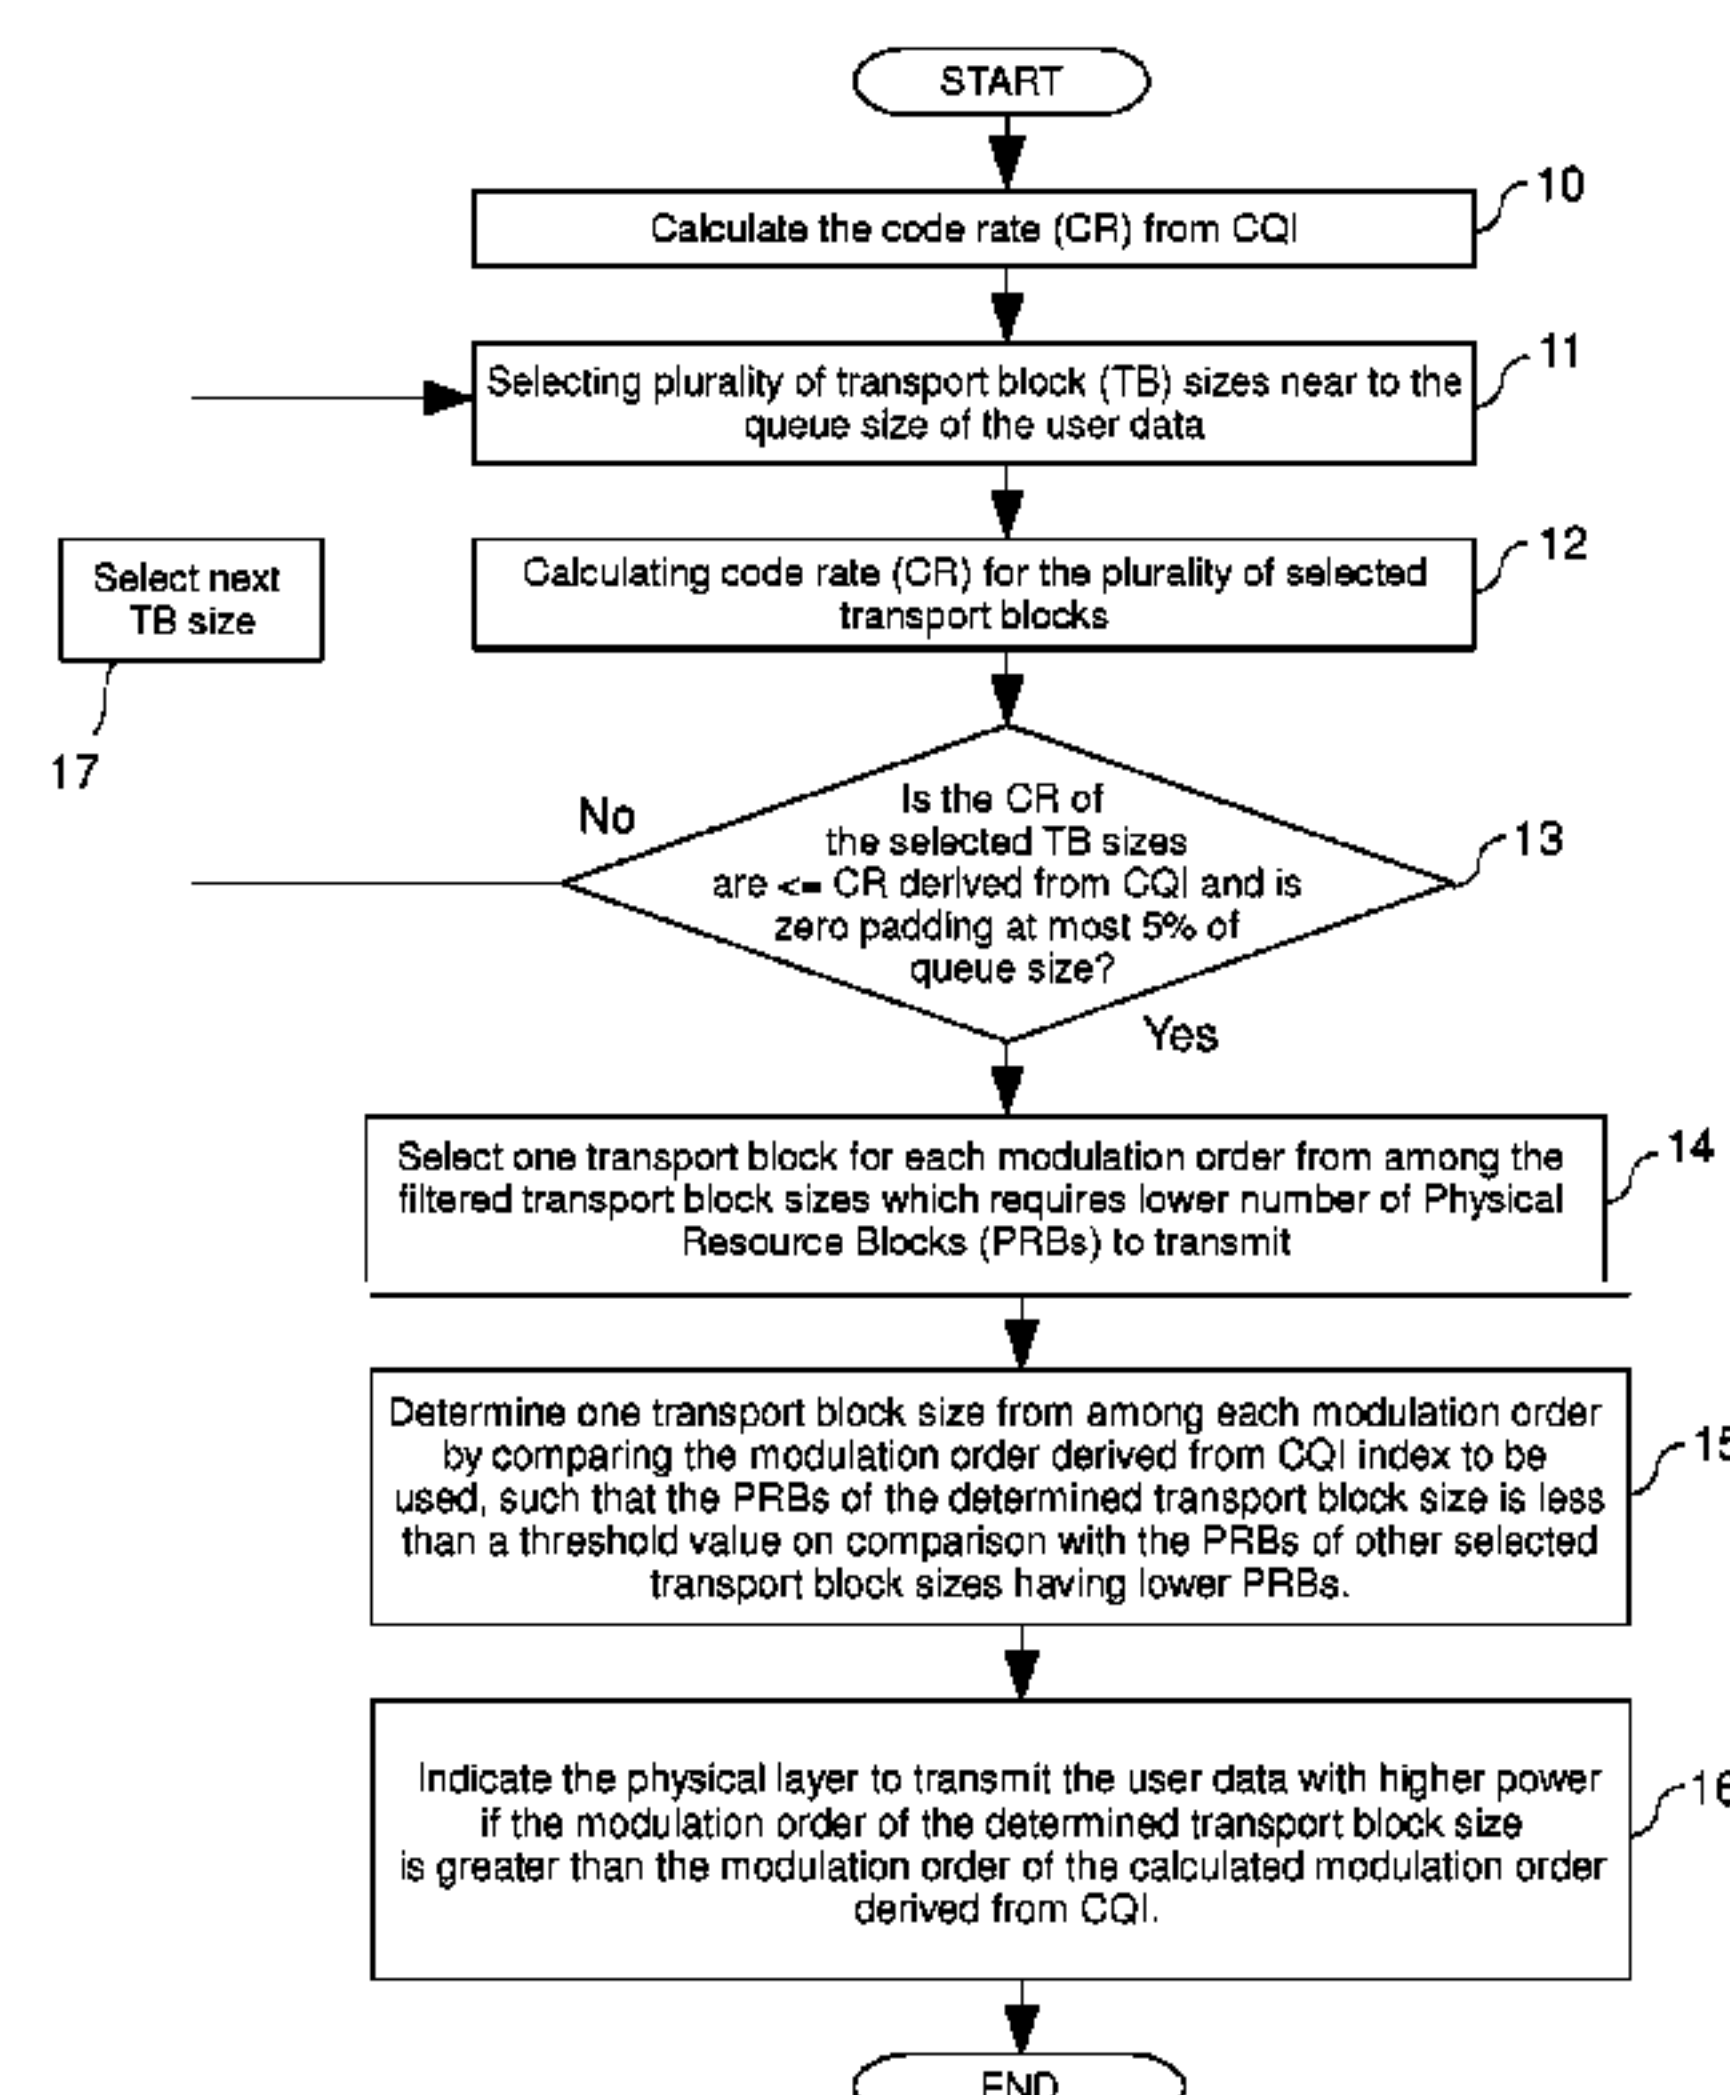 START
10
Calculate the code rate (CR) from CQI
11
Selecting plurality of transport block (TB) sizes near to the
queue size of the user data
12
Calculating code rate (CR) for the plurality of selected
transport blocks
Select next
TB size
17
No
13
Is the CR of
the selected TB sizes
are <= CR derived from CQI and is
zero padding at most 5% of
queue size?
Yes
14
Select one transport block for each modulation order from among the
filtered transport block sizes which requires lower number of Physical
Resource Blocks (PRBs) to transmit
15
Determine one transport block size from among each modulation order
by comparing the modulation order derived from CQI index to be
used, such that the PRBs of the determined transport block size is less
than a threshold value on comparison with the PRBs of other selected
transport block sizes having lower PRBs.
16
Indicate the physical layer to transmit the user data with higher power
if the modulation order of the determined transport block size
is greater than the modulation order of the calculated modulation order
derived from CQI.
END